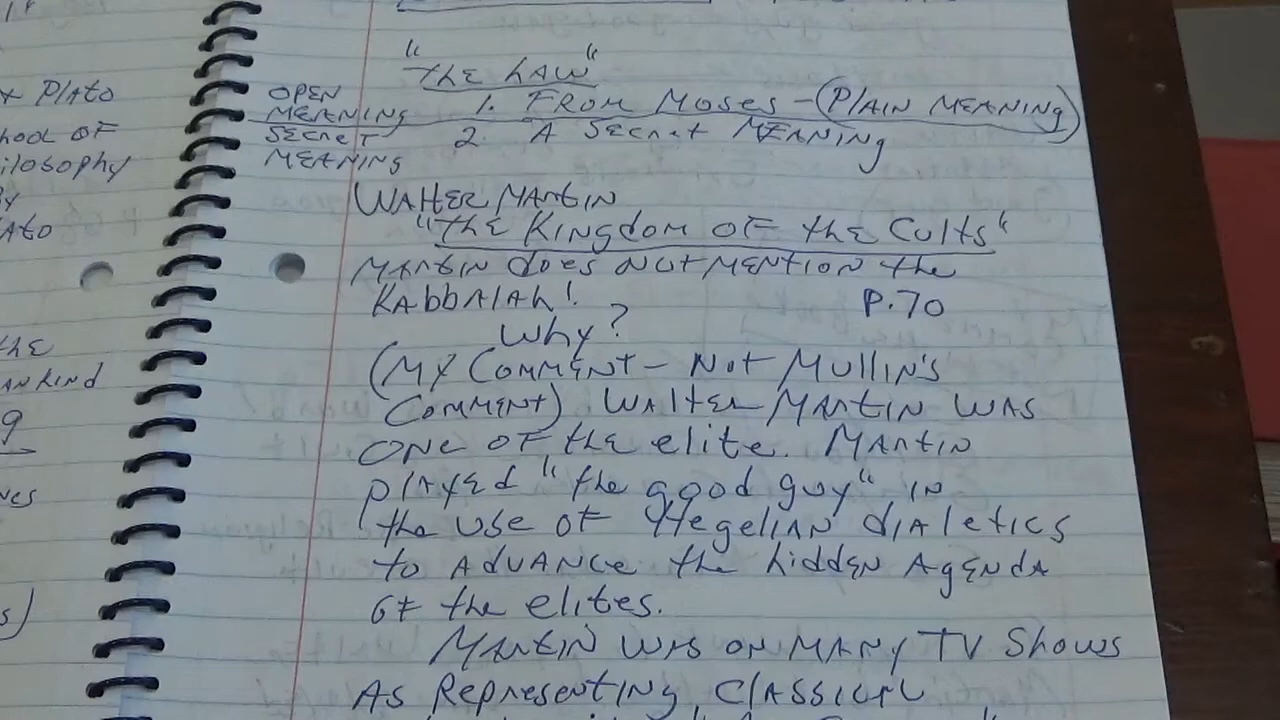 & Plato
OF
By
"the LAW"
OPEN MEANING 1. FROM MOSES - (PLAIN MEANING)
SECRET MEANING 2. A SECRET MEANING
WALTER MARTIN
"the Kingdom OF the Cults"
MARTIN does NOT MENTION the
KAbbALAH! P.70
Why?
(MY COMMENT - NOT MULLIN'S
COMMENT) WALTER MARTIN WAS
ONE OF the elite. MARTIN
PLAYED "the good guy" IN
the USE OF HegeliAN diAletics
to AdVANCE the hidden AgENdA
OF the elites.
MARTIN WAS ON MANY TV Shows
AS RepresentiNg CLASSICAL
the
9